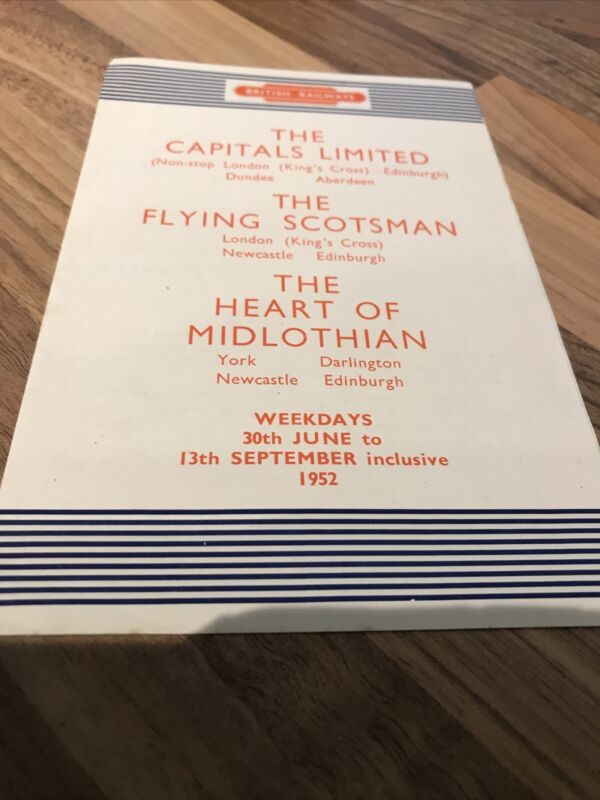 BRITISH RAILWAYS
THE
CAPITALS LIMITED
(Non-stop London (King's Cross)—Edinburgh)
Dundee Aberdeen
THE
FLYING SCOTSMAN
London (King's Cross)
Newcastle Edinburgh
THE
HEART OF
MIDLOTHIAN
York Darlington
Newcastle Edinburgh
WEEKDAYS
30th JUNE to
13th SEPTEMBER inclusive
1952